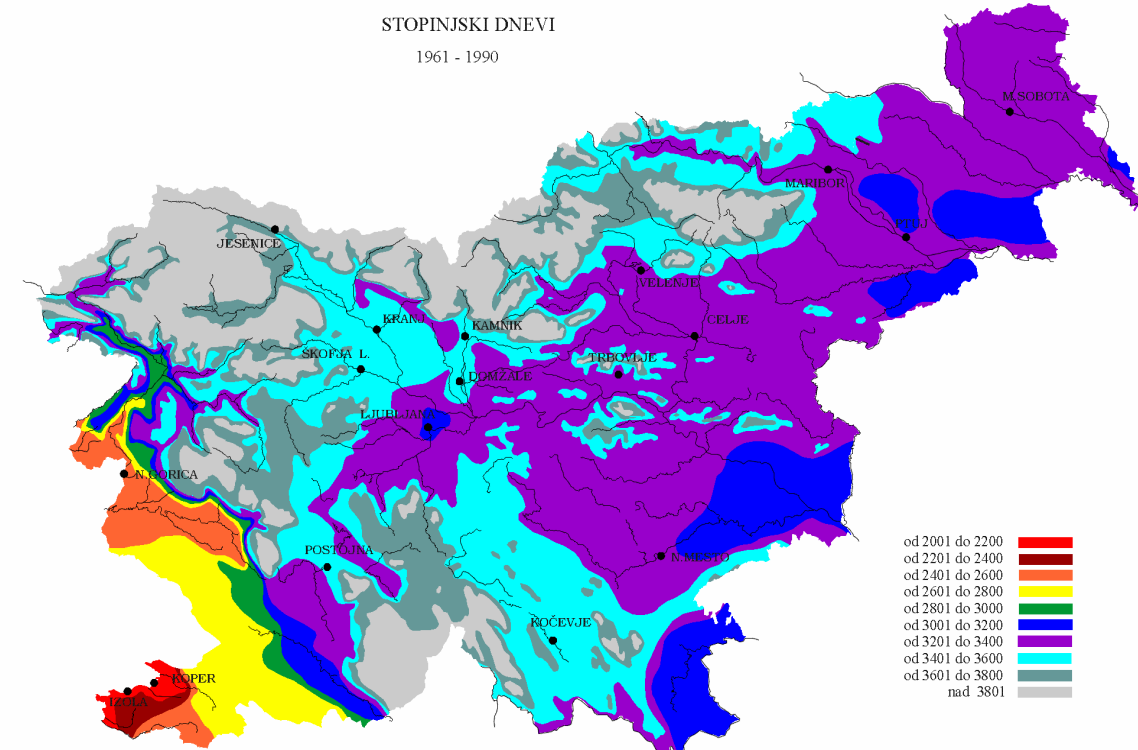 STOPINJSKI DNEVI
1961 - 1990
M.SOBOTA
MARIBOR
PTUJ
JESENICE
VELENJE
KRANJ
KAMNIK
CELJE
ŠKOFJA L.
TRBOVLJE
DOMŽALE
LJUBLJANA
N.GORICA
POSTOJNA
N.MESTO
KOČEVJE
KOPER
IZOLA
od 2001 do 2200
od 2201 do 2400
od 2401 do 2600
od 2601 do 2800
od 2801 do 3000
od 3001 do 3200
od 3201 do 3400
od 3401 do 3600
od 3601 do 3800
nad 3801